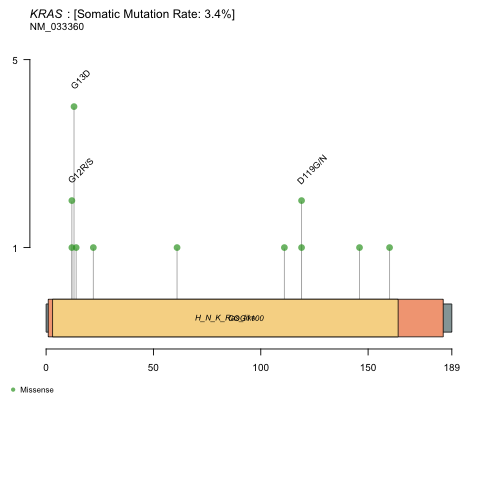 KRAS : [Somatic Mutation Rate: 3.4%]
NM_033360
5
G13D
G12R/S
D119G/N
1
0
50
100
150
189
Missense